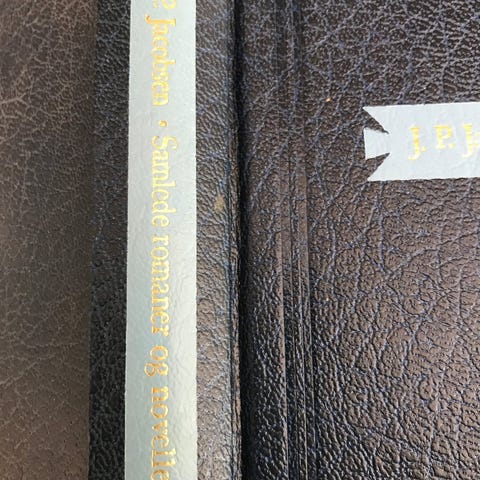 P. Jacobsen · Samlede romaner og novelle
J. P. J